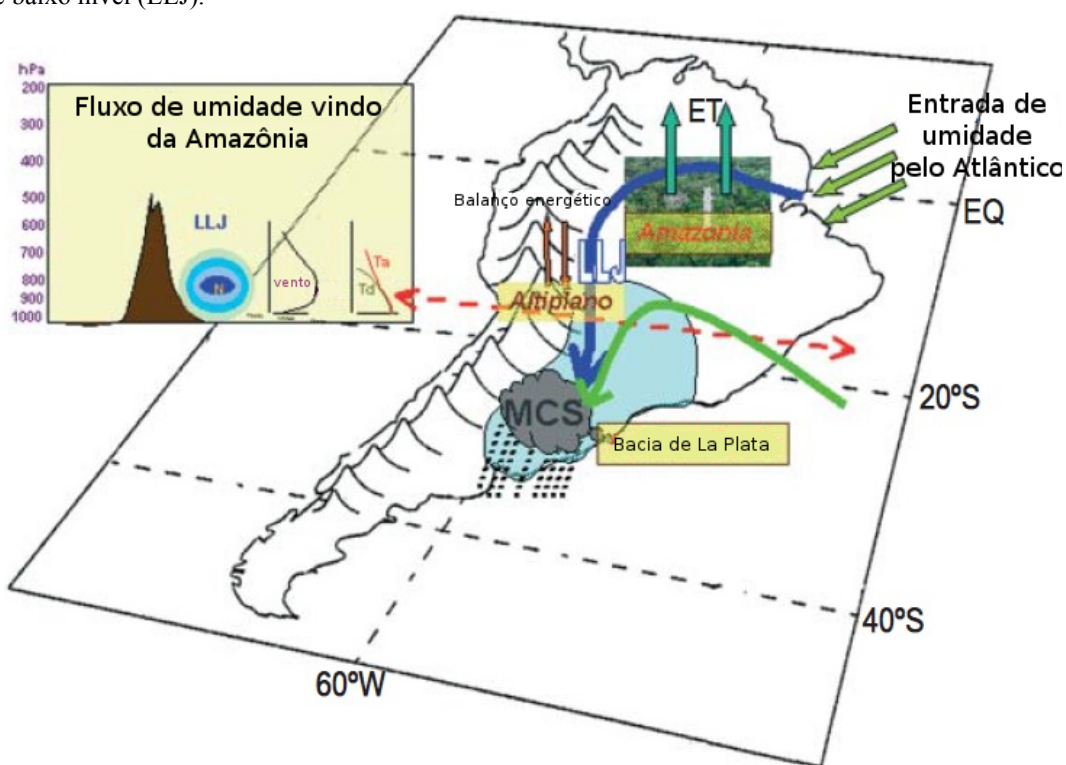 baixo nível (LLJ).
hPa
200
300
400
500
600
700
800
900
1000
Fluxo de umidade vindo
da Amazônia
LLJ
N
vento
Ta
Td
ET
Entrada de
umidade
pelo Atlântico
EQ
Balanço energético
Amazonia
LLJ
Altiplano
20ºS
MCS
Bacia de La Plata
40ºS
60ºW